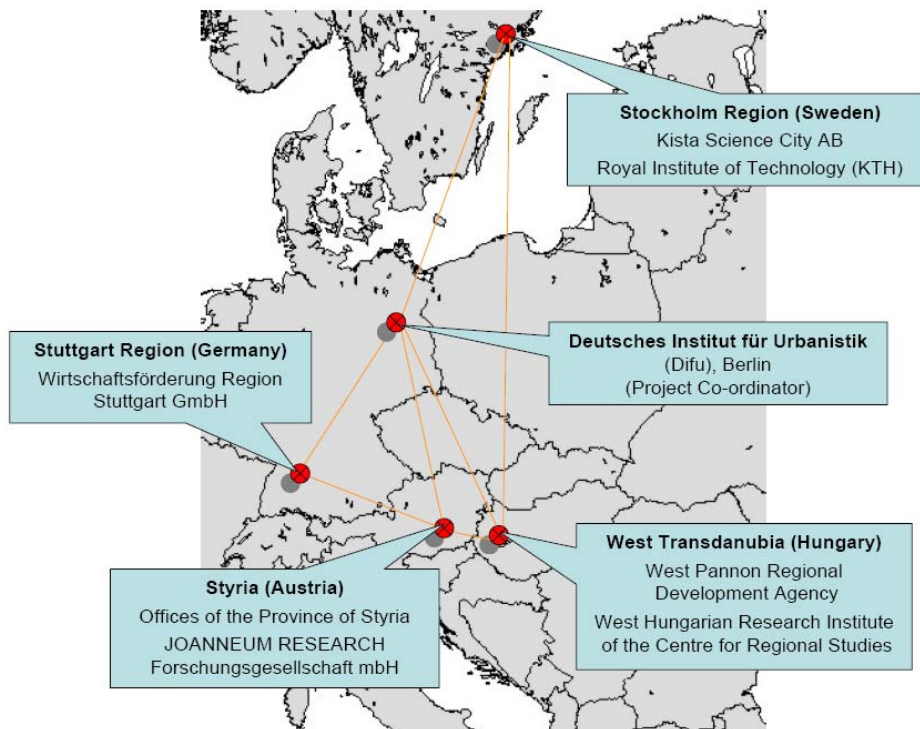 Stockholm Region (Sweden)
Kista Science City AB
Royal Institute of Technology (KTH)
Stuttgart Region (Germany)
Wirtschaftsförderung Region
Stuttgart GmbH
Deutsches Institut für Urbanistik
(Difu), Berlin
(Project Co-ordinator)
Styria (Austria)
Offices of the Province of Styria
JOANNEUM RESEARCH
Forschungsgesellschaft mbH
West Transdanubia (Hungary)
West Pannon Regional
Development Agency
West Hungarian Research Institute
of the Centre for Regional Studies